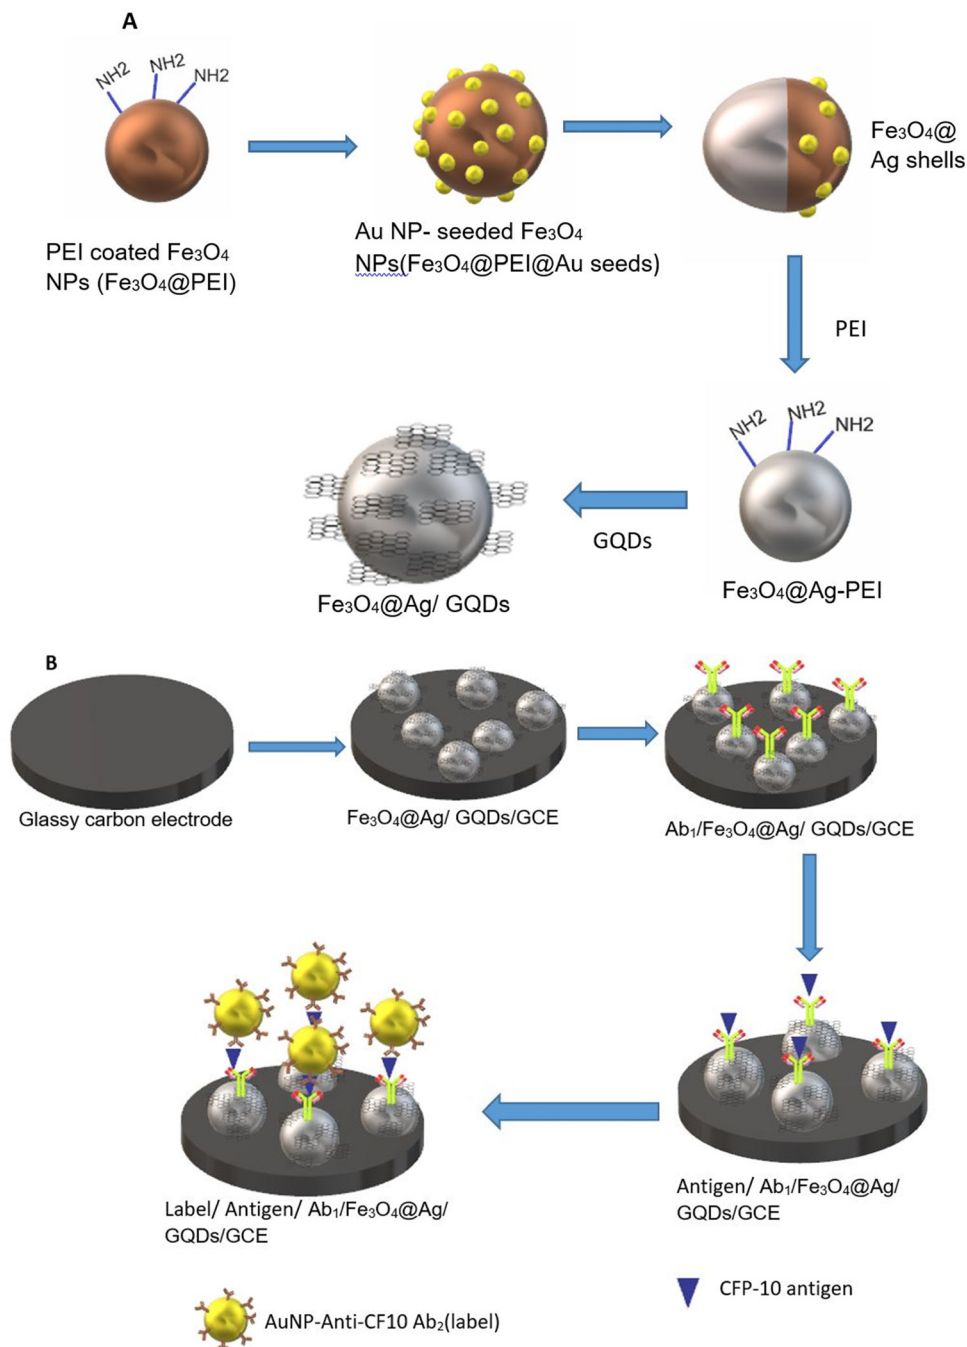 A
NH2
NH2
NH2
PEI coated Fe₃O₄
NPs (Fe₃O₄@PEI)
Au NP- seeded Fe₃O₄
NPs(Fe₃O₄@PEI@Au seeds)
Fe₃O₄@
Ag shells
PEI
NH2
NH2
NH2
Fe₃O₄@Ag-PEI
GQDs
Fe₃O₄@Ag/ GQDs
B
Glassy carbon electrode
Fe₃O₄@Ag/ GQDs/GCE
Ab₁/Fe₃O₄@Ag/ GQDs/GCE
Antigen/ Ab₁/Fe₃O₄@Ag/
GQDs/GCE
Label/ Antigen/ Ab₁/Fe₃O₄@Ag/
GQDs/GCE
AuNP-Anti-CF10 Ab₂(label)
CFP-10 antigen